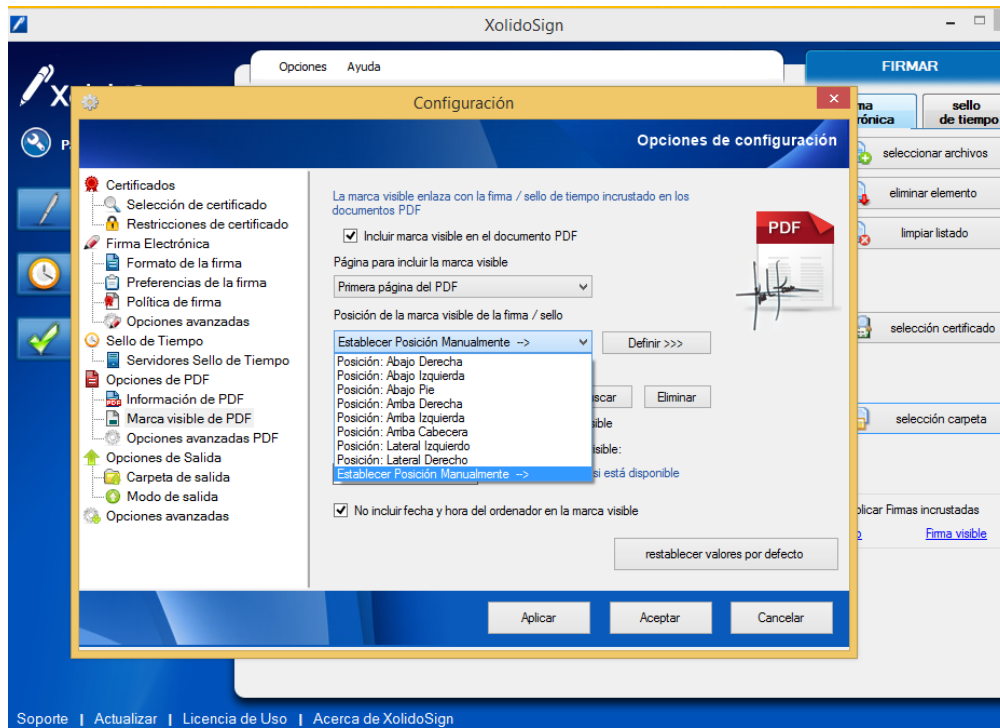 XolidoSign
Opciones Ayuda
FIRMAR
Configuración
Opciones de configuración
sello
de tiempo
seleccionar archivos
eliminar elemento
limpiar listado
selección certificado
selección carpeta
Firmas incrustadas
Firma visible
Certificados
Selección de certificado
Restricciones de certificado
Firma Electrónica
Formato de la firma
Preferencias de la firma
Política de firma
Opciones avanzadas
Sello de Tiempo
Servidores Sello de Tiempo
Opciones de PDF
Información de PDF
Marca visible de PDF
Opciones avanzadas PDF
Opciones de Salida
Carpeta de salida
Modo de salida
Opciones avanzadas
La marca visible enlaza con la firma / sello de tiempo incrustado en los
documentos PDF
Incluir marca visible en el documento PDF
PDF
Página para incluir la marca visible
Primera página del PDF
Posición de la marca visible de la firma / sello
Establecer Posición Manualmente -->
Definir >>>
Posición: Abajo Derecha
Posición: Abajo Izquierda
Posición: Abajo Pie
Posición: Arriba Derecha
Posición: Arriba Izquierda
Posición: Arriba Cabecera
Posición: Lateral Izquierdo
Posición: Lateral Derecho
Establecer Posición Manualmente -->
Eliminar
si está disponible
No incluir fecha y hora del ordenador en la marca visible
restablecer valores por defecto
Aplicar Aceptar Cancelar
Soporte | Actualizar | Licencia de Uso | Acerca de XolidoSign